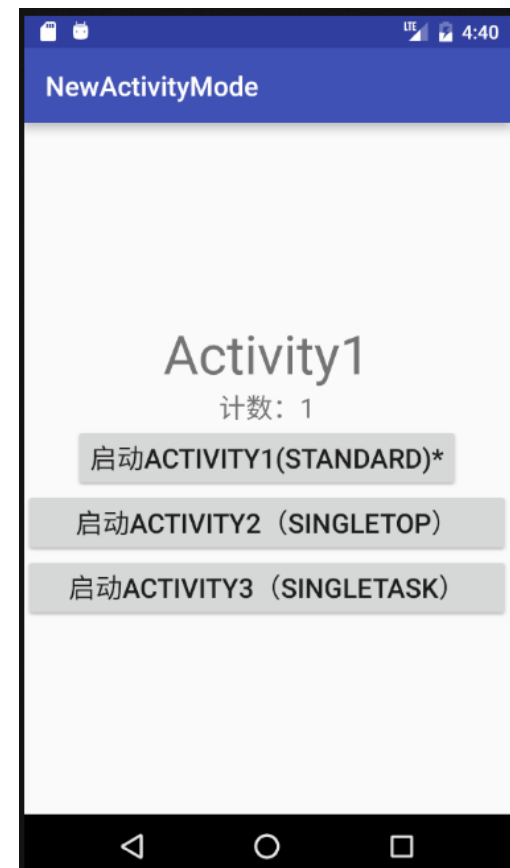 LTE 4:40
NewActivityMode
Activity1
计数：1
启动ACTIVITY1(STANDARD)*
启动ACTIVITY2（SINGLETOP）
启动ACTIVITY3（SINGLETASK）